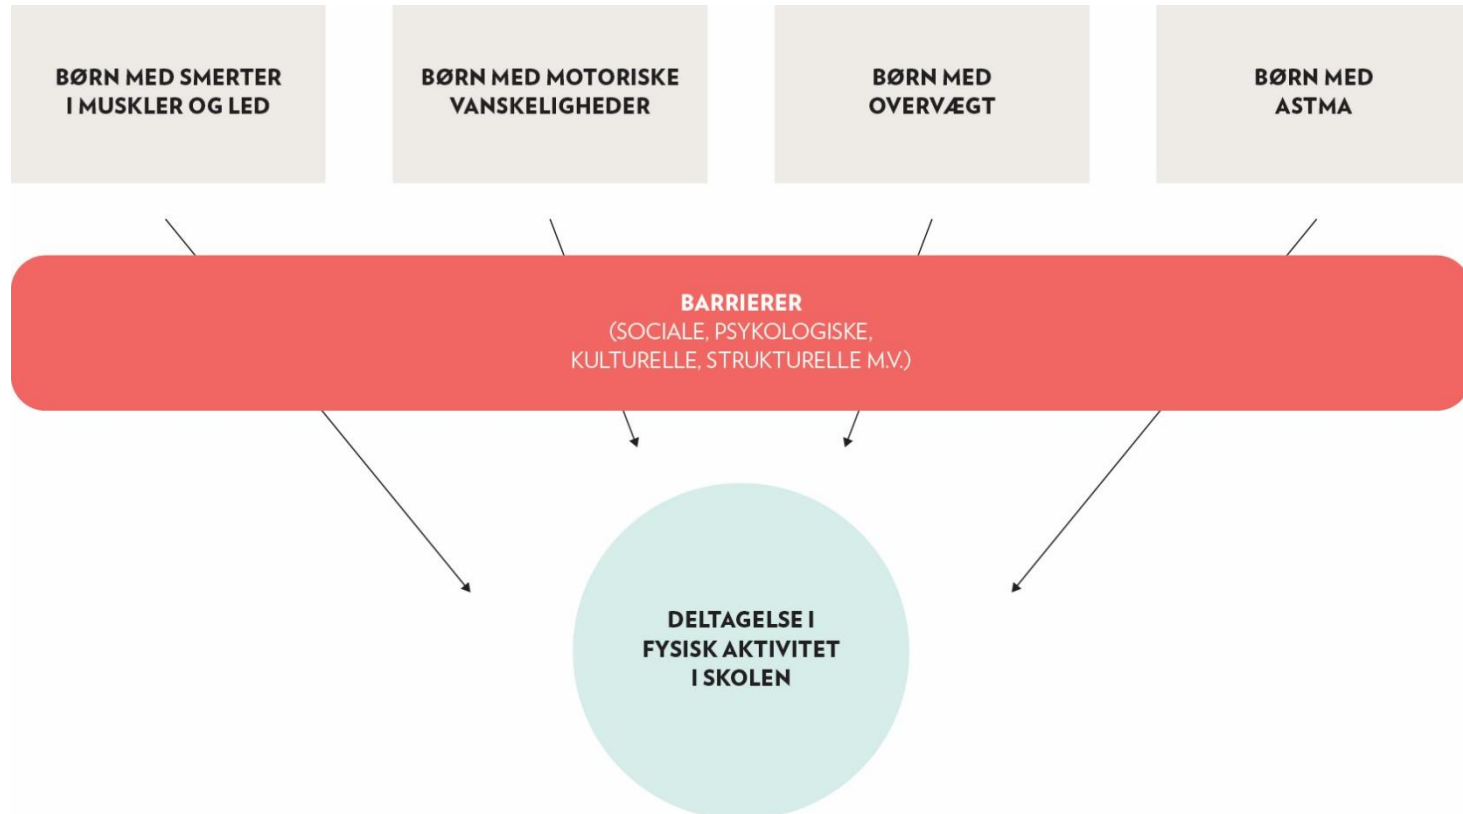 BØRN MED SMERTER
I MUSKLER OG LED
BØRN MED MOTORISKE
VANSKELIGHEDER
BØRN MED
OVERVÆGT
BØRN MED
ASTMA
BARRIERER
(SOCIALE, PSYKOLOGISKE,
KULTURELLE, STRUKTURELLE M.V.)
DELTAGELSE I
FYSISK AKTIVITET
I SKOLEN